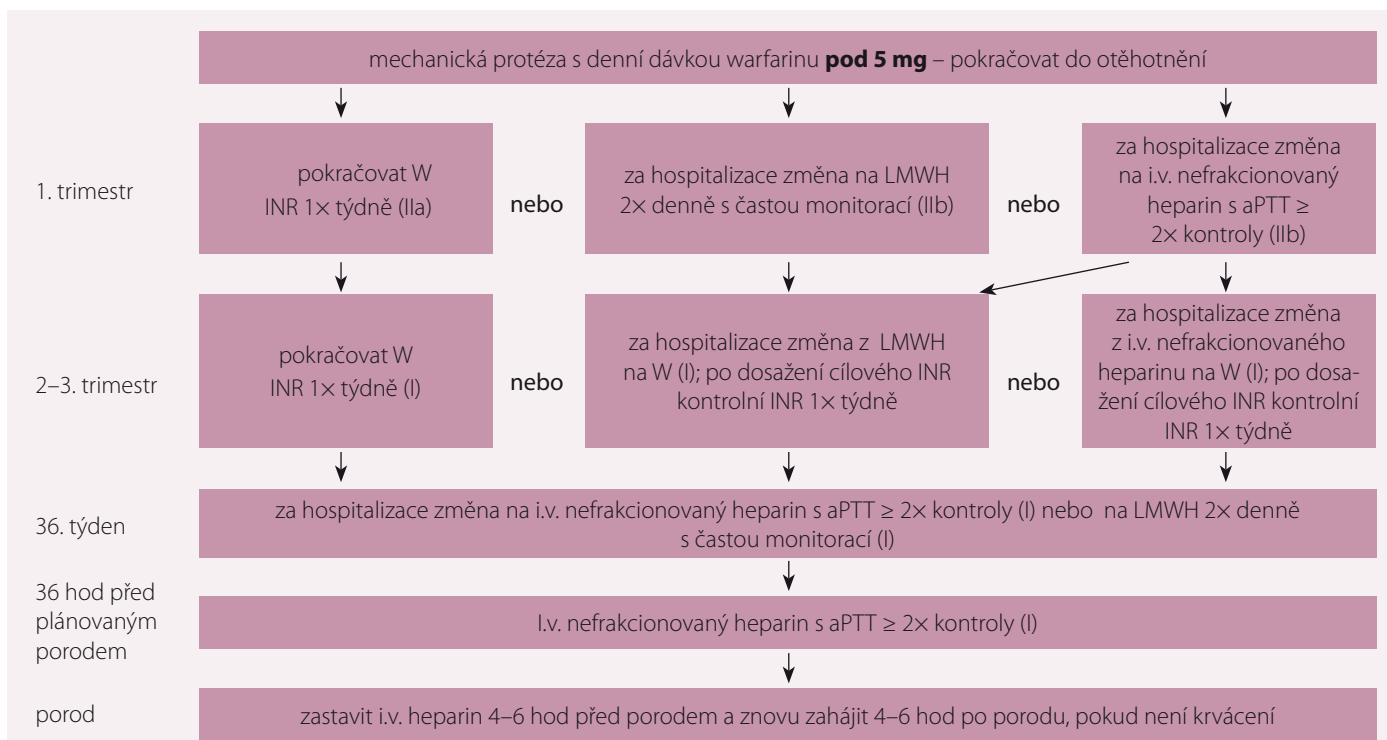 mechanická protéza s denní dávkou warfarinu pod 5 mg – pokračovat do otěhotnění
1. trimestr
pokračovat W
INR 1× týdně (IIa)
nebo
za hospitalizace změna na LMWH
2× denně s častou monitorací (IIb)
nebo
za hospitalizace změna
na i.v. nefrakcionovaný
heparin s aPTT ≥
2× kontroly (IIb)
2–3. trimestr
pokračovat W
INR 1× týdně (I)
nebo
za hospitalizace změna z LMWH
na W (I); po dosažení cílového INR
kontrolní INR 1× týdně
nebo
za hospitalizace změna
z i.v. nefrakcionovaného
heparinu na W (I); po dosa-
žení cílového INR kontrolní
INR 1× týdně
36. týden
za hospitalizace změna na i.v. nefrakcionovaný heparin s aPTT ≥ 2× kontroly (I) nebo na LMWH 2× denně
s častou monitorací (I)
36 hod před
plánovaným
porodem
I.v. nefrakcionovaný heparin s aPTT ≥ 2× kontroly (I)
porod
zastavit i.v. heparin 4–6 hod před porodem a znovu zahájit 4–6 hod po porodu, pokud není krvácení